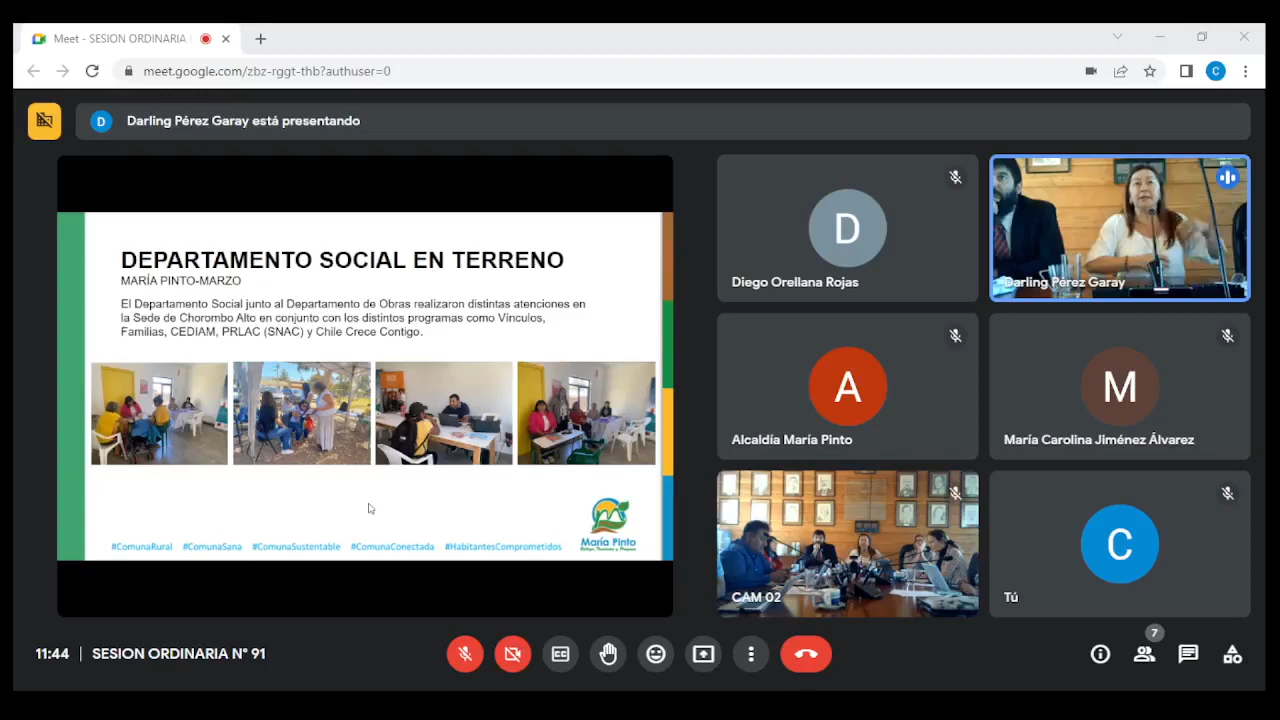 Meet - SESION ORDINARIA
meet.google.com/zbz-rggt-thb?authuser=0
C
D
Darling Pérez Garay está presentando
DEPARTAMENTO SOCIAL EN TERRENO
MARÍA PINTO-MARZO
El Departamento Social junto al Departamento de Obras realizaron distintas atenciones en
la Sede de Chorombo Alto en conjunto con los distintos programas como Vínculos,
Familias, CEDIAM, PRLAC (SNAC) y Chile Crece Contigo.
María Pinto
#ComunaRural #ComunaSana #ComunaSustentable #ComunaConectada #HabitantesComprometidos
D
Diego Orellana Rojas
Darling Pérez Garay
A
Alcaldía María Pinto
M
María Carolina Jiménez Álvarez
CAM 02
C
Tú
11:44 | SESION ORDINARIA N° 91
7